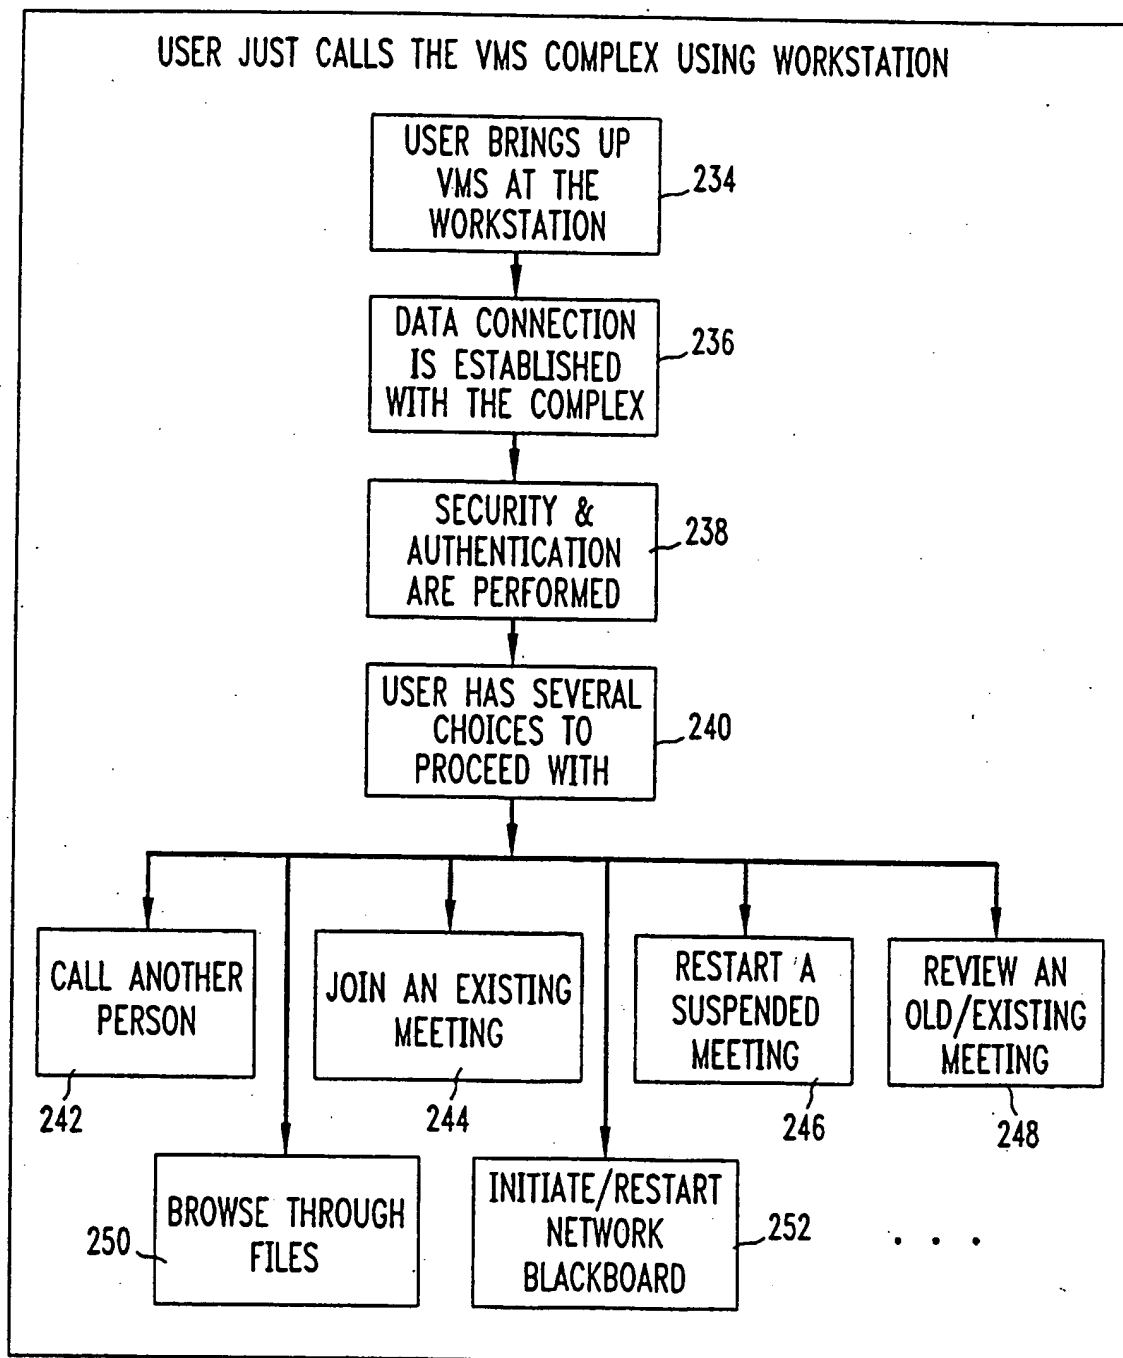 USER JUST CALLS THE VMS COMPLEX USING WORKSTATION
USER BRINGS UP
VMS AT THE
WORKSTATION
234
DATA CONNECTION
IS ESTABLISHED
WITH THE COMPLEX
236
SECURITY &
AUTHENTICATION
ARE PERFORMED
238
USER HAS SEVERAL
CHOICES TO
PROCEED WITH
240
CALL ANOTHER
PERSON
242
JOIN AN EXISTING
MEETING
244
RESTART A
SUSPENDED
MEETING
246
REVIEW AN
OLD/EXISTING
MEETING
248
BROWSE THROUGH
FILES
250
INITIATE/RESTART
NETWORK
BLACKBOARD
252
. . .